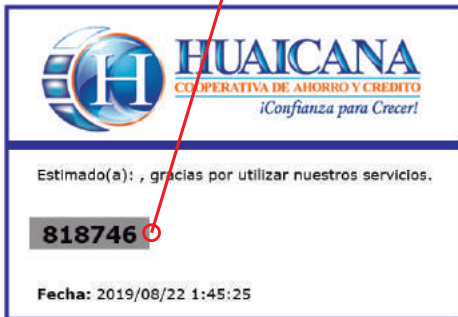 H
HUAICANA
COOPERATIVA DE AHORRO Y CREDITO
¡Confianza para Crecer!
Estimado(a): , gracias por utilizar nuestros servicios.
818746
Fecha: 2019/08/22 1:45:25